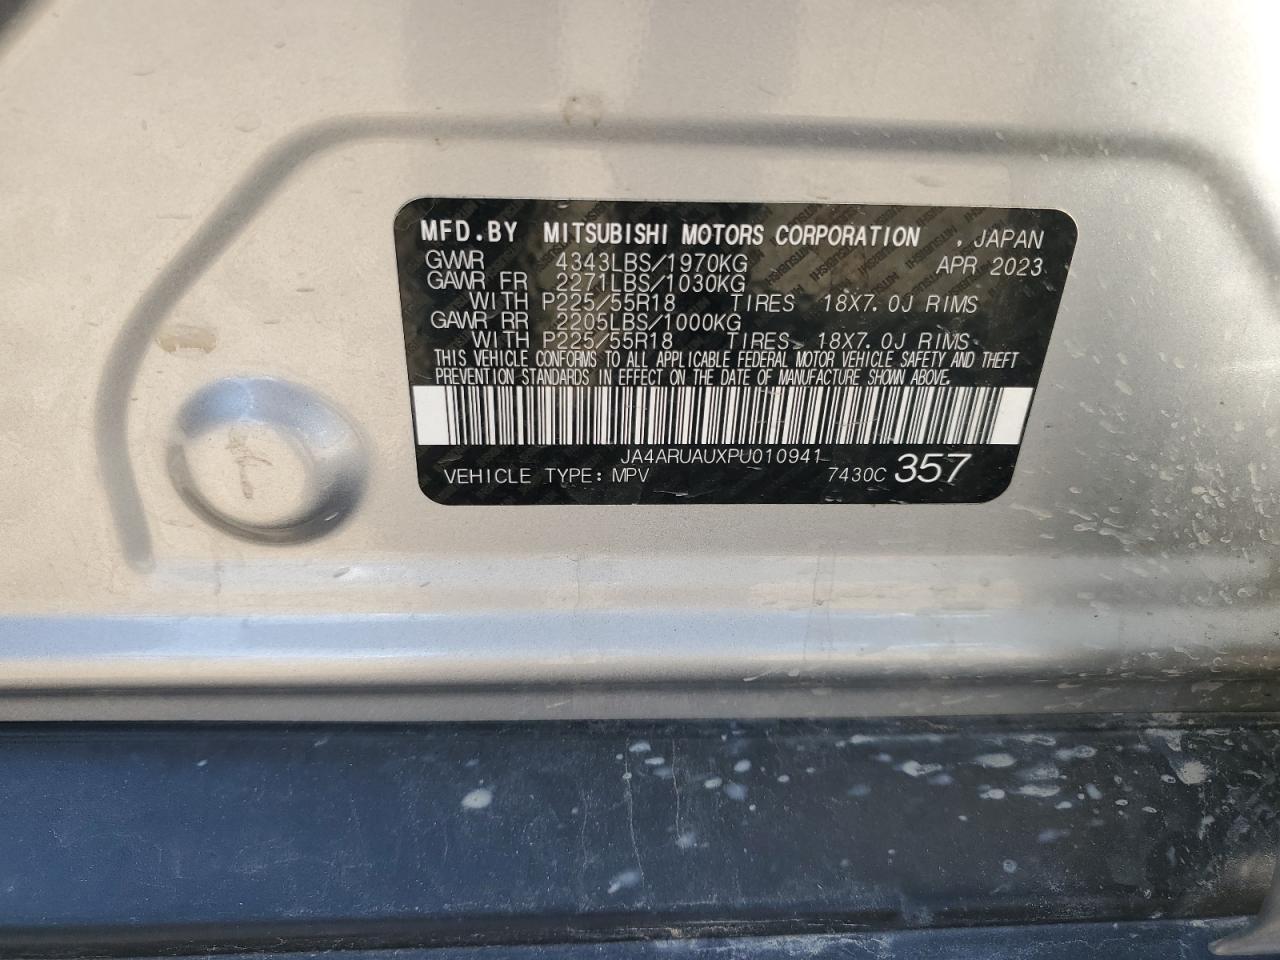 MFD.BY MITSUBISHI MOTORS CORPORATION , JAPAN
GVWR 4343LBS/1970KG APR 2023
GAWR FR 2271LBS/1030KG
WITH P225/55R18 TIRES 18X7.0J RIMS
GAWR RR 2205LBS/1000KG
WITH P225/55R18 TIRES, 18X7.0J RIMS
THIS VEHICLE CONFORMS TO ALL APPLICABLE FEDERAL MOTOR VEHICLE SAFETY AND THEFT
PREVENTION STANDARDS IN EFFECT ON THE DATE OF MANUFACTURE SHOWN ABOVE.
JA4ARUAUXPU010941
VEHICLE TYPE: MPV 7430C 357